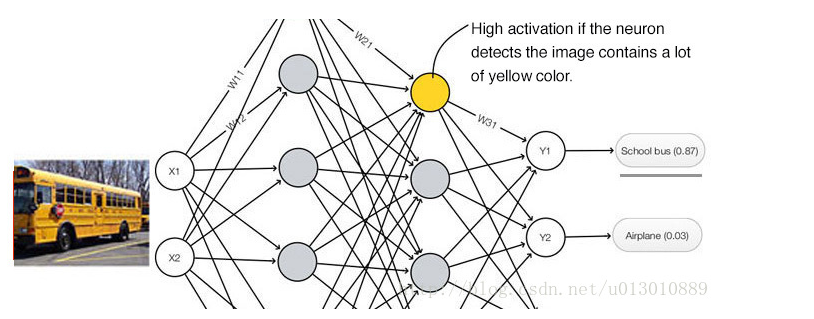 High activation if the neuron
detects the image contains a lot
of yellow color.
W21
W11
W12
W31
X1
Y1
School bus (0.87)
X2
Y2
Airplane (0.03)
http://blog.csdn.net/u013010889